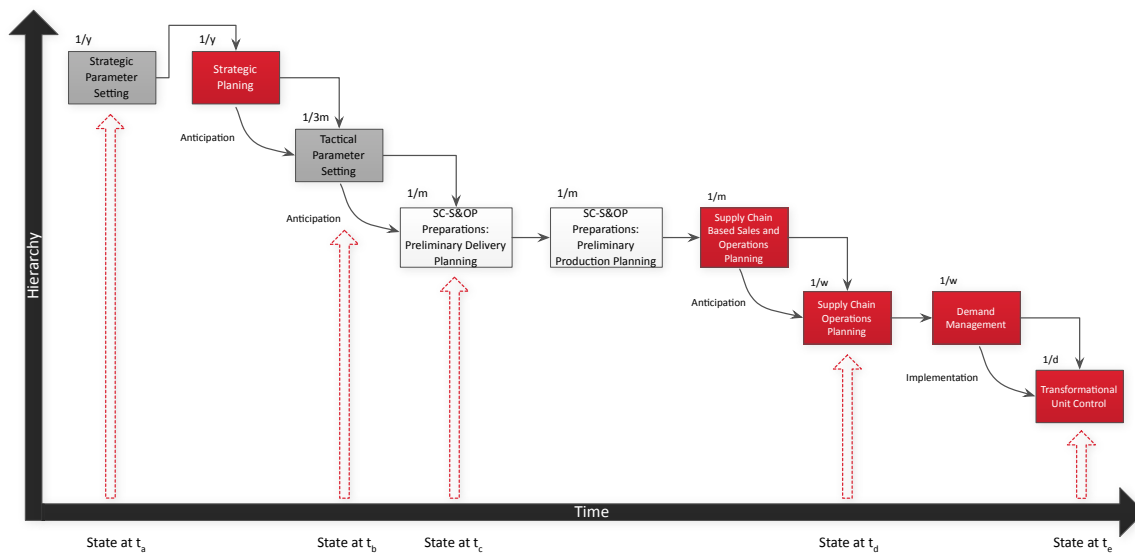 1/y
Strategic
Parameter
Setting
1/y
Strategic
Planing
Anticipation
1/3m
Tactical
Parameter
Setting
Anticipation
1/m
SC-S&OP
Preparations:
Preliminary Delivery
Planning
1/m
SC-S&OP
Preparations:
Preliminary
Production Planning
1/m
Supply Chain
Based Sales and
Operations
Planning
Anticipation
1/w
Supply Chain
Operations
Planning
1/w
Demand
Management
Implementation
1/d
Transformational
Unit Control
Hierarchy
Time
State at ta
State at tb
State at tc
State at td
State at te